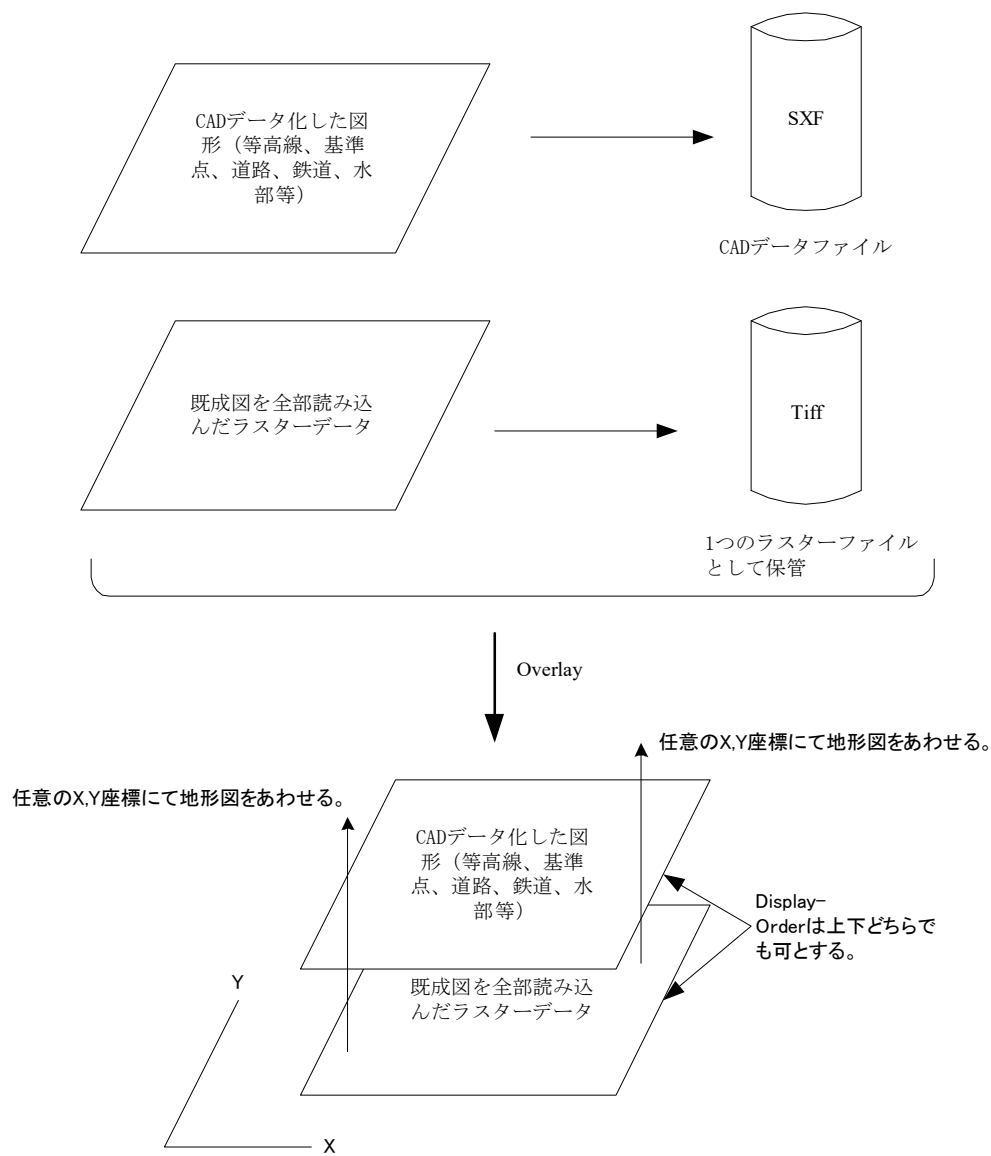 CADデータ化した図
形（等高線、基準
点、道路、鉄道、水
部等）
SXF
CADデータファイル
既成図を全部読み込
んだラスターデータ
Tiff
1つのラスターファイル
として保管
Overlay
任意のX,Y座標にて地形図をあわせる。
任意のX,Y座標にて地形図をあわせる。
CADデータ化した図
形（等高線、基準
点、道路、鉄道、水
部等）
Display-
Orderは上下どちらで
も可とする。
既成図を全部読み込
んだラスターデータ
Y
X